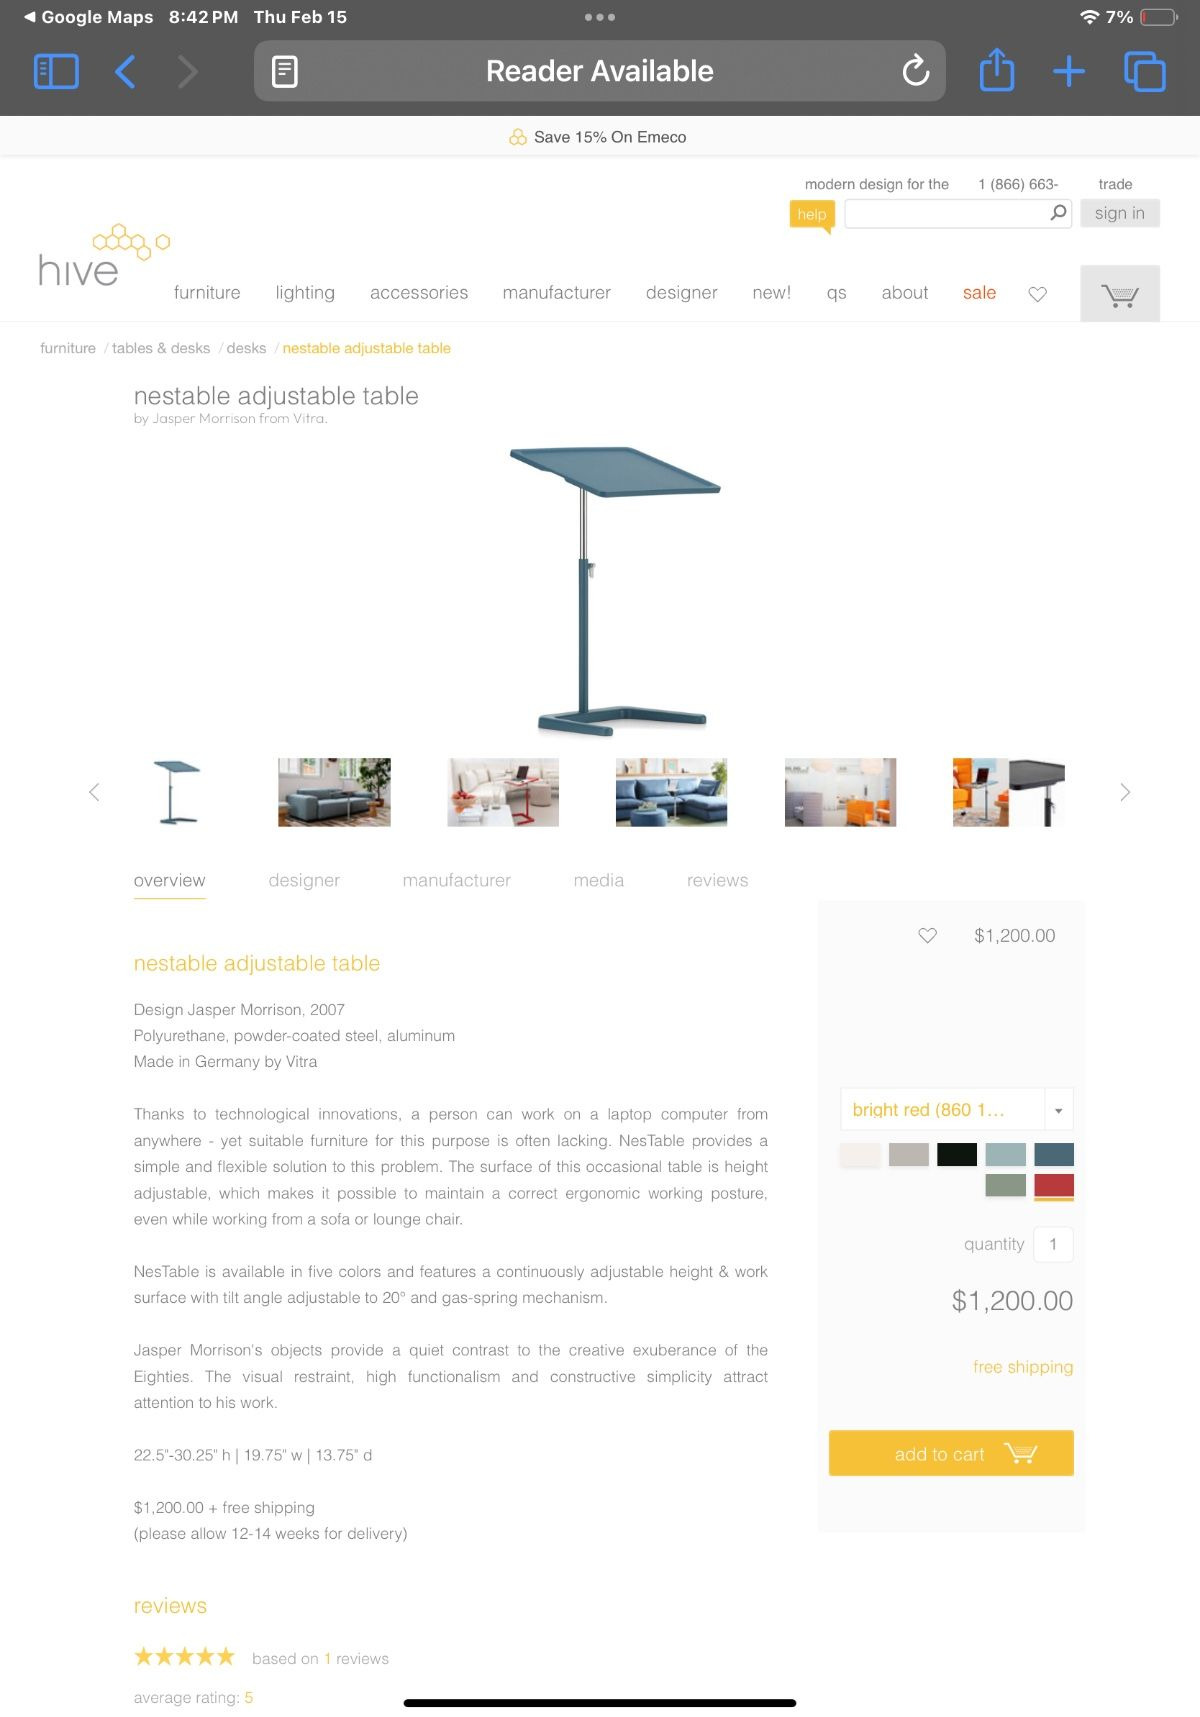 Google Maps 8:42 PM Thu Feb 15 7%
Reader Available
Save 15% On Emeco
modern design for the 1 (866) 663- trade
help sign in
hive
furniture lighting accessories manufacturer designer new! qs about sale
furniture / tables & desks / desks / nestable adjustable table
nestable adjustable table
by Jasper Morrison from Vitra.
overview designer manufacturer media reviews
$1,200.00
nestable adjustable table
Design Jasper Morrison, 2007
Polyurethane, powder-coated steel, aluminum
Made in Germany by Vitra
Thanks to technological innovations, a person can work on a laptop computer from
anywhere - yet suitable furniture for this purpose is often lacking. NesTable provides a
simple and flexible solution to this problem. The surface of this occasional table is height
adjustable, which makes it possible to maintain a correct ergonomic working posture,
even while working from a sofa or lounge chair.
NesTable is available in five colors and features a continuously adjustable height & work
surface with tilt angle adjustable to 20° and gas-spring mechanism.
Jasper Morrison's objects provide a quiet contrast to the creative exuberance of the
Eighties. The visual restraint, high functionalism and constructive simplicity attract
attention to his work.
22.5"-30.25" h | 19.75" w | 13.75" d
$1,200.00 + free shipping
(please allow 12-14 weeks for delivery)
bright red (860 1...
quantity 1
$1,200.00
free shipping
add to cart
reviews
based on 1 reviews
average rating: 5